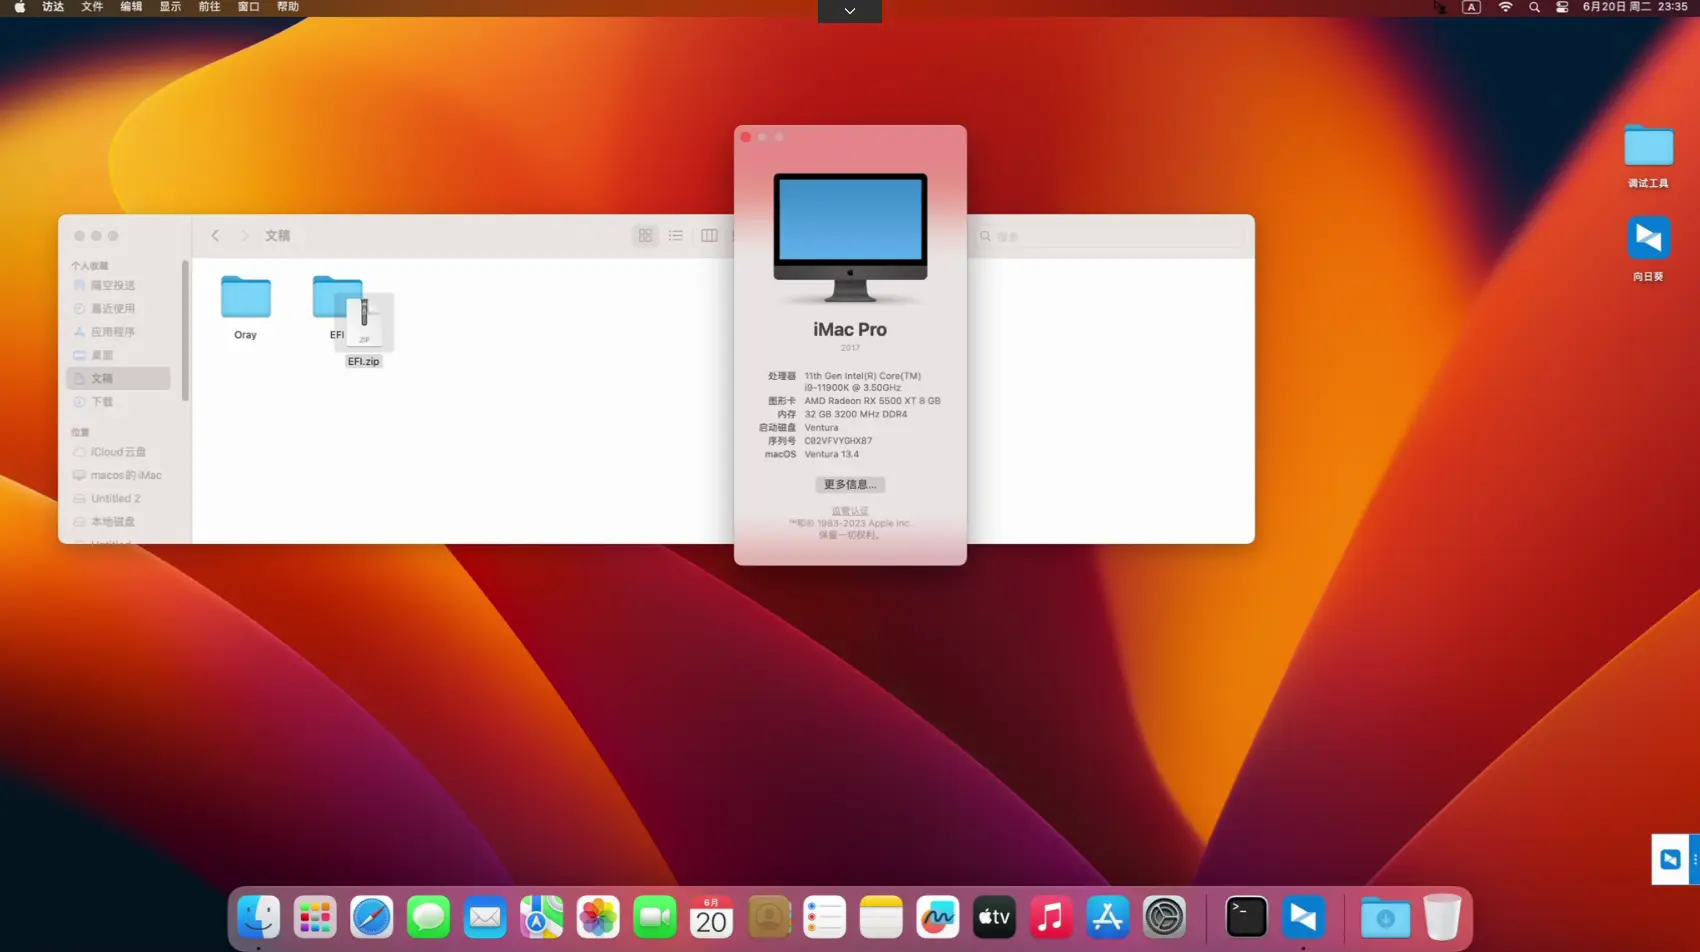 访达 文件 编辑 显示 前往 窗口 帮助
A
6月20日 周二 23:35
调试工具
向日葵
文稿
搜索
个人收藏
隔空投送
最近使用
应用程序
桌面
文稿
下载
位置
iCloud 云盘
macos的 iMac
Untitled 2
本地磁盘
Oray
EFI
ZIP
EFI.zip
iMac Pro
2017
处理器 11th Gen Intel(R) Core(TM)
i9-11900K @ 3.50GHz
图形卡 AMD Radeon RX 5500 XT 8 GB
内存 32 GB 3200 MHz DDR4
启动磁盘 Ventura
序列号 C02VFVYGHX87
macOS Ventura 13.4
更多信息...
监管认证
™和© 1983-2023 Apple Inc.
保留一切权利。
6月
20
tv